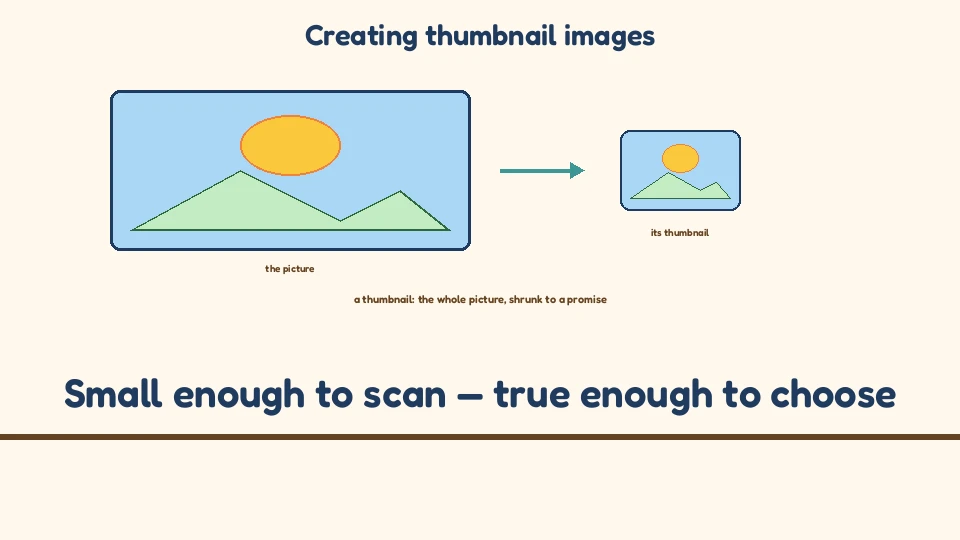 Creating thumbnail images
its thumbnail
the picture
a thumbnail: the whole picture, shrunk to a promise
Small enough to scan — true enough to choose